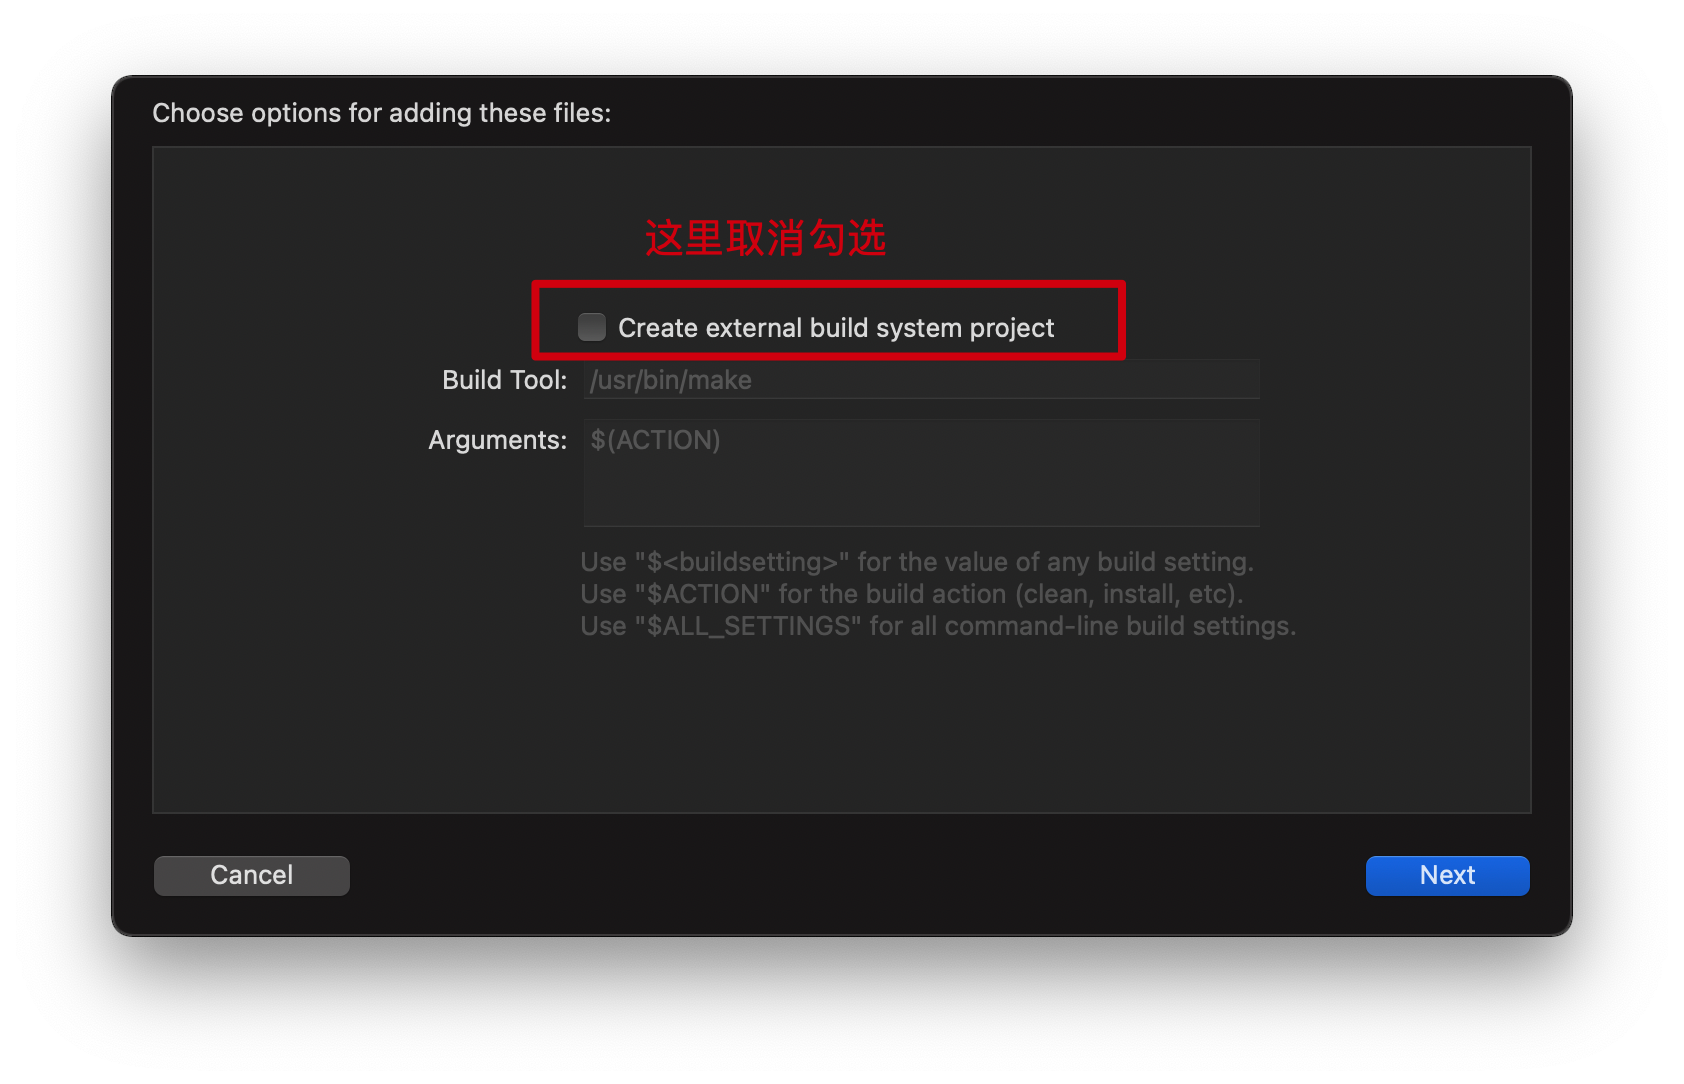 Choose options for adding these files:
这里取消勾选
Create external build system project
Build Tool: /usr/bin/make
Arguments: $(ACTION)
Use "$<buildsetting>" for the value of any build setting.
Use "$ACTION" for the build action (clean, install, etc).
Use "$ALL_SETTINGS" for all command-line build settings.
Cancel Next